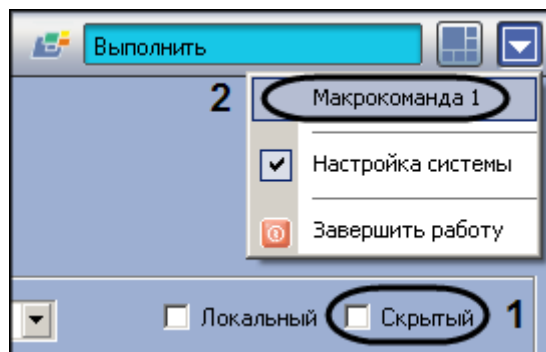 Выполнить
2 Макрокоманда 1
Настройка системы
Завершить работу
Локальный Скрытый 1